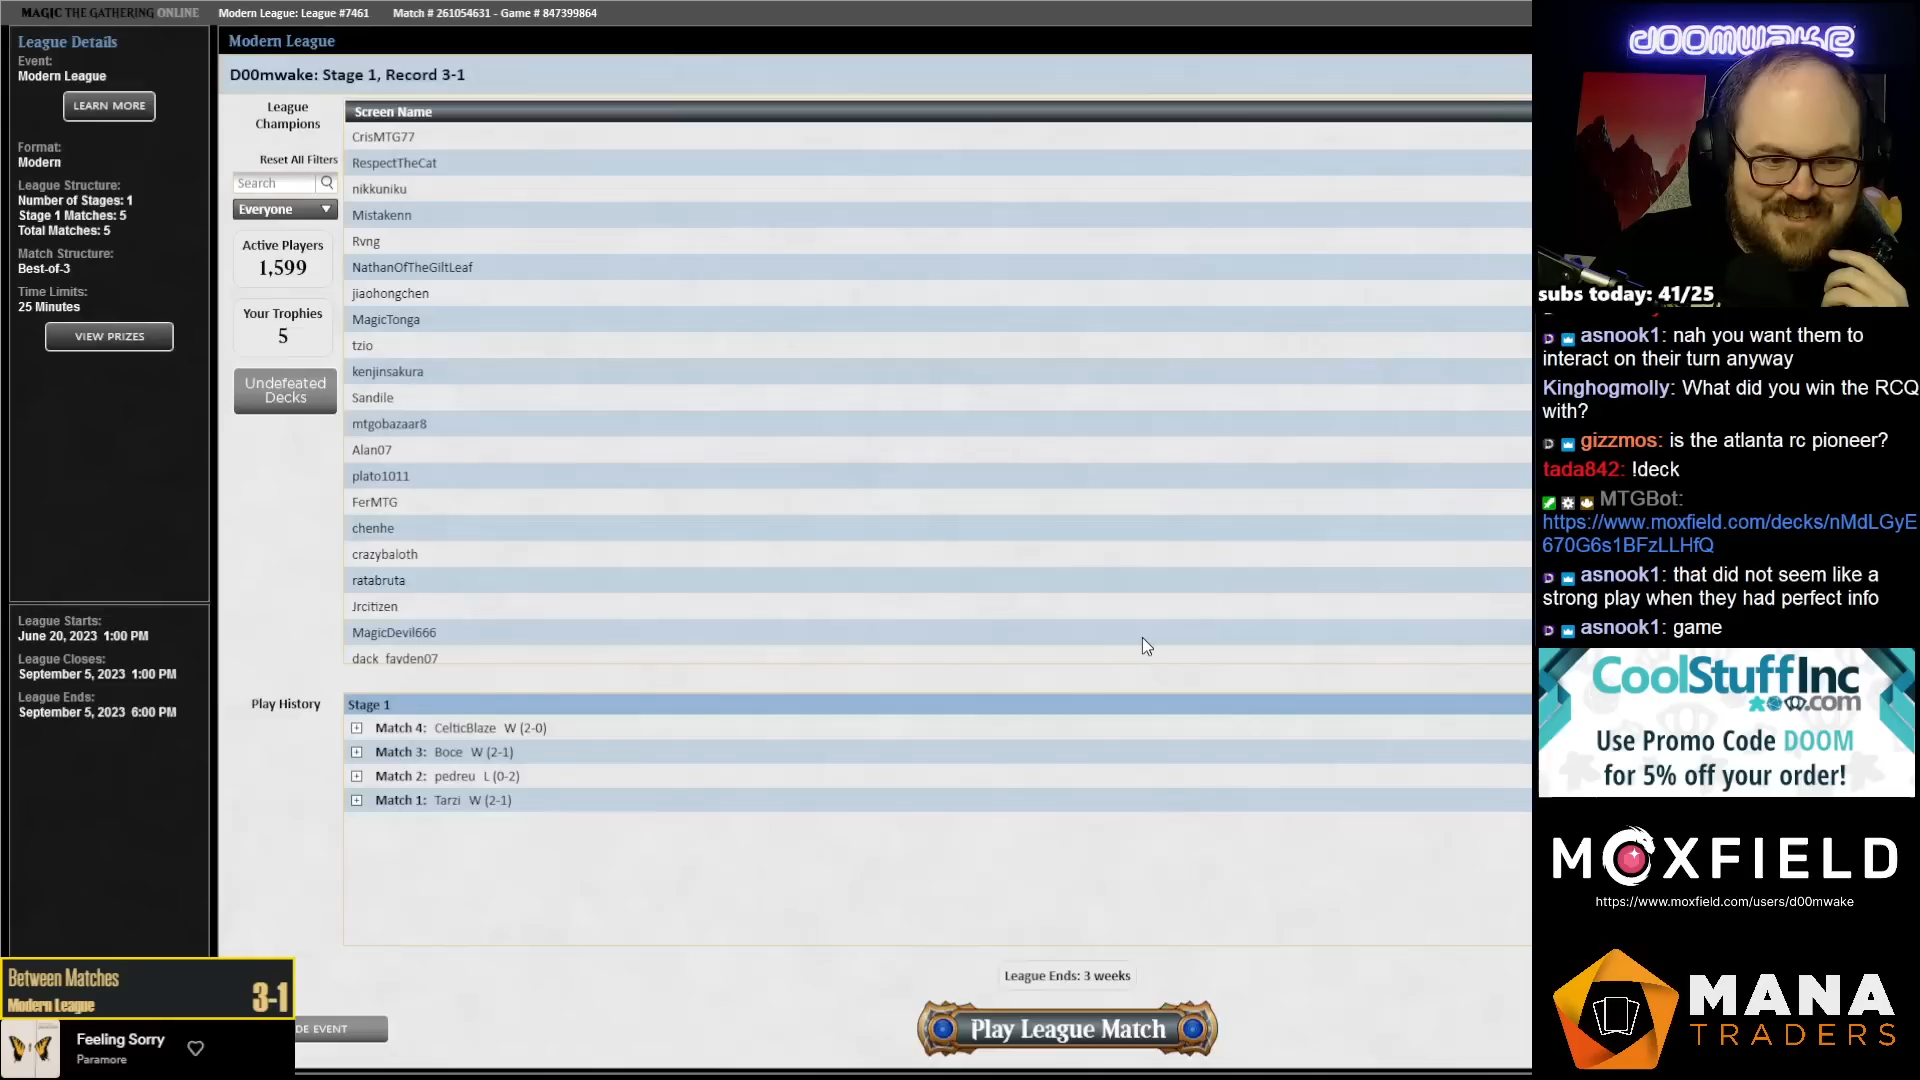 MAGIC THE GATHERING ONLINE
Modern League: League #7461
Match # 261054631 - Game # 847399864
League Details
Event:
Modern League
LEARN MORE
Format:
Modern
League Structure:
Number of Stages: 1
Stage 1 Matches: 5
Total Matches: 5
Match Structure:
Best-of-3
Time Limits:
25 Minutes
VIEW PRIZES
League Starts:
June 20, 2023 1:00 PM
League Closes:
September 5, 2023 1:00 PM
League Ends:
September 5, 2023 6:00 PM
Modern League
D00mwake: Stage 1, Record 3-1
League
Champions
Reset All Filters
Search
Everyone
Active Players
1,599
Your Trophies
5
Undefeated
Decks
Screen Name
CrisMTG77
RespectTheCat
nikkuniku
Mistakenn
Rvng
NathanOfTheGiltLeaf
jiaohongchen
MagicTonga
tzio
kenjinsakura
Sandile
mtgobazaar8
Alan07
plato1011
FerMTG
chenhe
crazybaloth
ratabruta
Jrcitizen
MagicDevil666
dack_fayden07
Play History
Stage 1
Match 4: CelticBlaze W (2-0)
Match 3: Boce W (2-1)
Match 2: pedreu L (0-2)
Match 1: Tarzi W (2-1)
League Ends: 3 weeks
Play League Match
DE EVENT
Between Matches
Modern League
3-1
Feeling Sorry
Paramore
doomwake
subs today: 41/25
asnook1: nah you want them to
interact on their turn anyway
Kinghogmolly: What did you win the RCQ
with?
gizzmos: is the atlanta rc pioneer?
tada842: !deck
MTGBot:
https://www.moxfield.com/decks/nMdLGyE
670G6s1BFzLLHfQ
asnook1: that did not seem like a
strong play when they had perfect info
asnook1: game
CoolStuffInc
.com
Use Promo Code DOOM
for 5% off your order!
MOXFIELD
https://www.moxfield.com/users/d00mwake
MANA
TRADERS